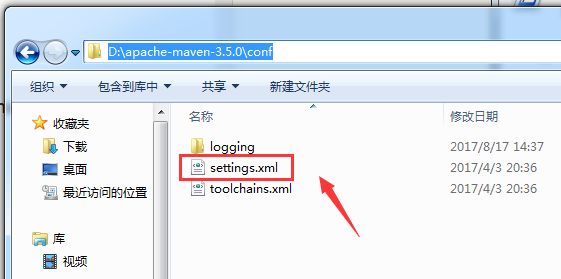 D:\apache-maven-3.5.0\conf
组织 包含到库中 共享 新建文件夹
名称 修改日期
收藏夹
下载
桌面
最近访问的位置
库
视频
logging 2017/8/17 14:37
settings.xml 2017/4/3 20:36
toolchains.xml 2017/4/3 20:36